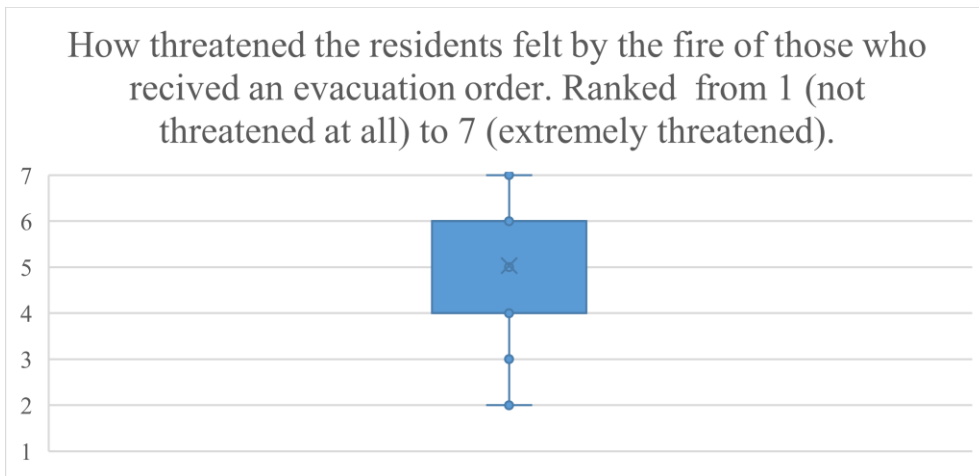 How threatened the residents felt by the fire of those who
recived an evacuation order. Ranked  from 1 (not
threatened at all) to 7 (extremely threatened).
7
6
5
4
3
2
1